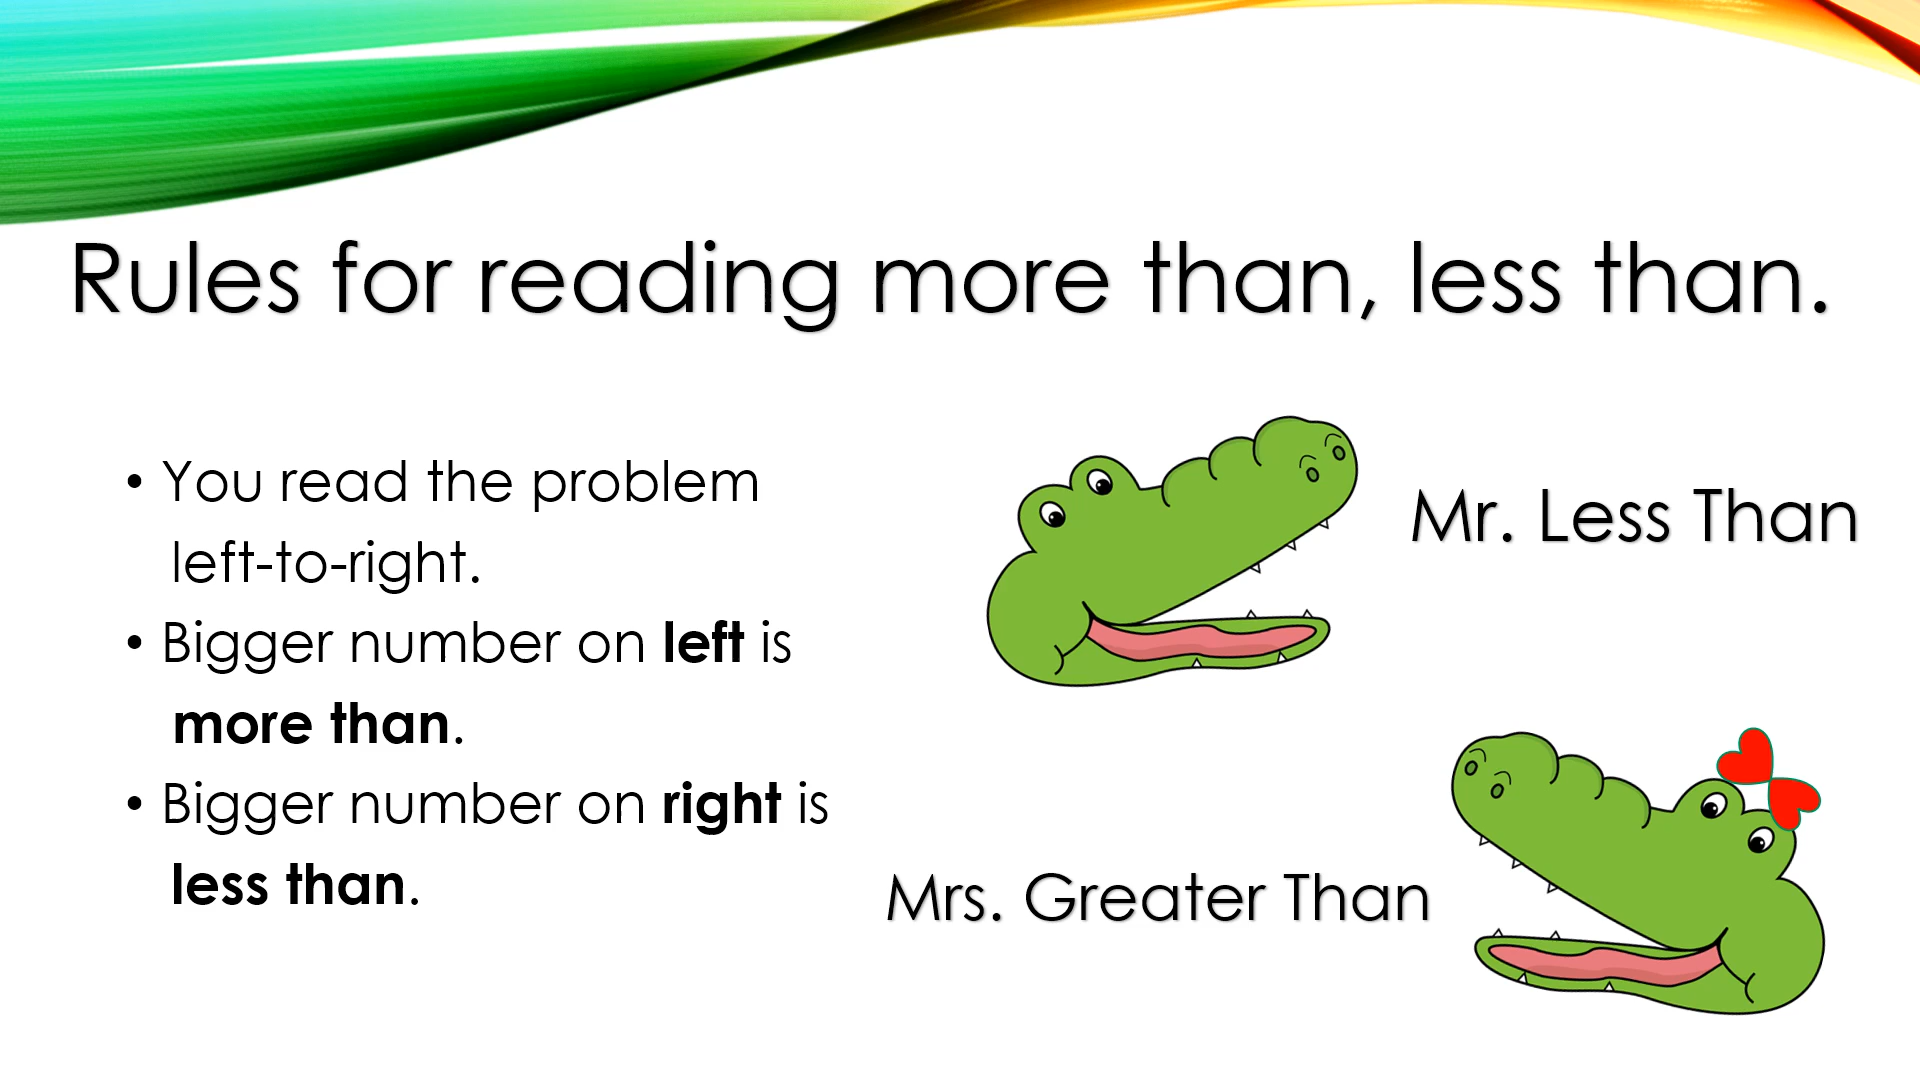 Rules for reading more than, less than.
• You read the problem
left-to-right.
• Bigger number on left is
more than.
• Bigger number on right is
less than.
Mr. Less Than
Mrs. Greater Than